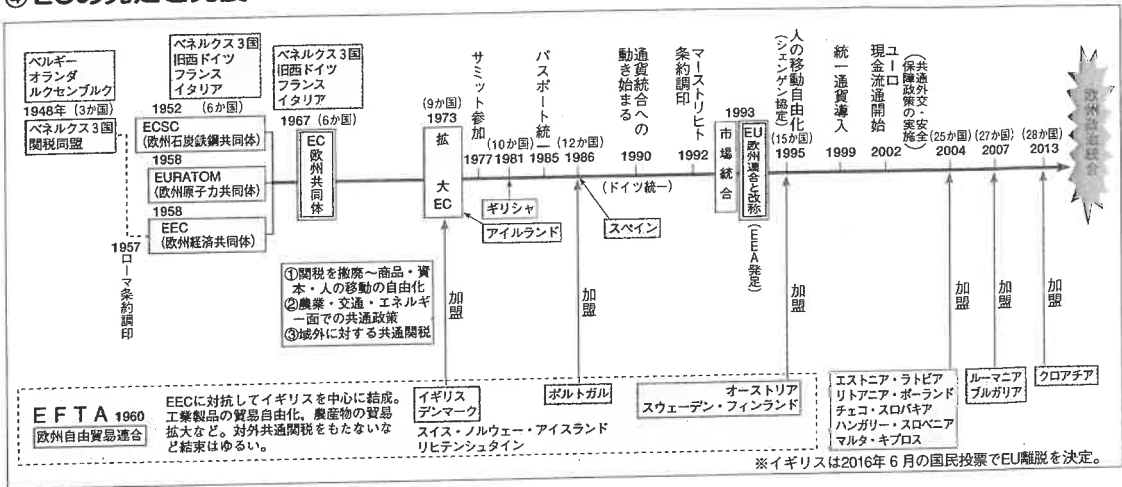 ベルギー
オランダ
ルクセンブルク
1948年（3か国）
ベネルクス3国
関税同盟
1957
ローマ条約調印
ベネルクス3国
旧西ドイツ
フランス
イタリア
1952 （6か国）
ECSC
（欧州石炭鉄鋼共同体）
1958
EURATOM
（欧州原子力共同体）
1958
EEC
（欧州経済共同体）
ベネルクス3国
旧西ドイツ
フランス
イタリア
1967（6か国）
EC欧州共同体
①関税を撤廃～商品・資
本・人の移動の自由化
②農業・交通・エネルギ
ー面での共通政策
③域外に対する共通関税
（9か国）
1973
拡大EC
アイルランド
加盟
サミット参加
1977
（10か国）
1981
ギリシャ
パスポート統一
1985
（12か国）
1986
スペイン
加盟
通貨統合への
動き始まる
1990
（ドイツ統一）
マーストリヒト
条約調印
1992
1993
市場統合
EU欧州連合と改称
（EEA発足）
人の移動自由化
（シェンゲン協定）
（15か国）
1995
加盟
統一通貨導入
1999
ユーロ
現金流通開始
2002
（共通外交・安全
保障政策の実施）
（25か国）
2004
加盟
（27か国）
2007
加盟
（28か国）
2013
加盟
欧州政治統合
EFTA 1960
欧州自由貿易連合
EECに対抗してイギリスを中心に結成。
工業製品の貿易自由化，農産物の貿易
拡大など。対外共通関税をもたないな
ど結束はゆるい。
イギリス
デンマーク
スイス・ノルウェー・アイスランド
リヒテンシュタイン
ポルトガル
オーストリア
スウェーデン・フィンランド
エストニア・ラトビア
リトアニア・ポーランド
チェコ・スロバキア
ハンガリー・スロベニア
マルタ・キプロス
ルーマニア
ブルガリア
クロアチア
※イギリスは2016年6月の国民投票でEU離脱を決定。